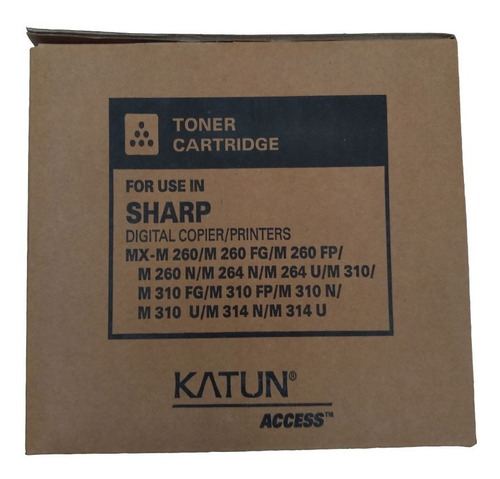 TONER
CARTRIDGE
FOR USE IN
SHARP
DIGITAL COPIER/PRINTERS
MX-M 260/M 260 FG/M 260 FP/
M 260 N/M 264 N/M 264 U/M 310/
M 310 FG/M 310 FP/M 310 N/
M 310 U/M 314 N/M 314 U
KATUN®
ACCESS™